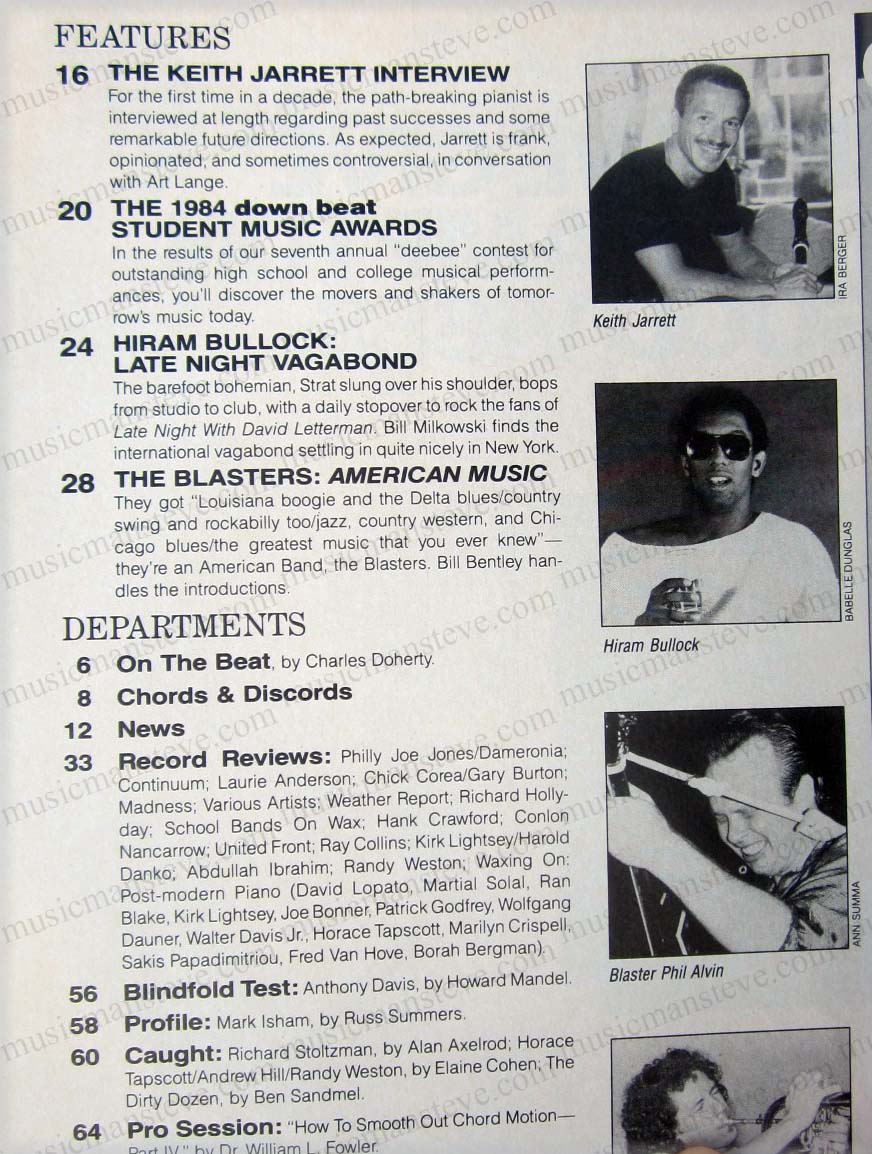 FEATURES
16 THE KEITH JARRETT INTERVIEW
For the first time in a decade, the path-breaking pianist is
interviewed at length regarding past successes and some
remarkable future directions. As expected, Jarrett is frank,
opinionated, and sometimes controversial, in conversation
with Art Lange.
20 THE 1984 down beat
STUDENT MUSIC AWARDS
In the results of our seventh annual "deebee" contest for
outstanding high school and college musical perform-
ances, you'll discover the movers and shakers of tomor-
row's music today.
24 HIRAM BULLOCK:
LATE NIGHT VAGABOND
The barefoot bohemian, Strat slung over his shoulder, bops
from studio to club, with a daily stopover to rock the fans of
Late Night With David Letterman. Bill Milkowski finds the
international vagabond settling in quite nicely in New York.
28 THE BLASTERS: AMERICAN MUSIC
They got "Louisiana boogie and the Delta blues/country
swing and rockabilly too/jazz, country western, and Chi-
cago blues/the greatest music that you ever knew"—
they're an American Band, the Blasters. Bill Bentley han-
dles the introductions.
DEPARTMENTS
6 On The Beat, by Charles Doherty.
8 Chords & Discords
12 News
33 Record Reviews: Philly Joe Jones/Dameronia;
Continuum; Laurie Anderson; Chick Corea/Gary Burton;
Madness; Various Artists; Weather Report; Richard Holly-
day; School Bands On Wax; Hank Crawford; Conlon
Nancarrow; United Front; Ray Collins; Kirk Lightsey/Harold
Danko; Abdullah Ibrahim; Randy Weston; Waxing On:
Post-modern Piano (David Lopato, Martial Solal, Ran
Blake, Kirk Lightsey, Joe Bonner, Patrick Godfrey, Wolfgang
Dauner, Walter Davis Jr., Horace Tapscott, Marilyn Crispell,
Sakis Papadimitriou, Fred Van Hove, Borah Bergman).
56 Blindfold Test: Anthony Davis, by Howard Mandel.
58 Profile: Mark Isham, by Russ Summers.
60 Caught: Richard Stoltzman, by Alan Axelrod; Horace
Tapscott/Andrew Hill/Randy Weston, by Elaine Cohen; The
Dirty Dozen, by Ben Sandmel.
64 Pro Session: "How To Smooth Out Chord Motion—
Part IV," by Dr. William L. Fowler.
IRA BERGER
Keith Jarrett
BABELLE DUNGLAS
Hiram Bullock
ANN SUMMA
Blaster Phil Alvin
musicmansteve.com